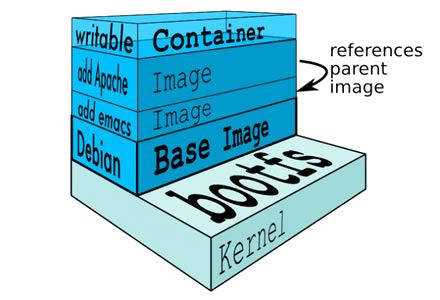 writable Container
add Apache Image
add emacs Image
Debian Base Image
bootfs
Kernel
references
parent
image